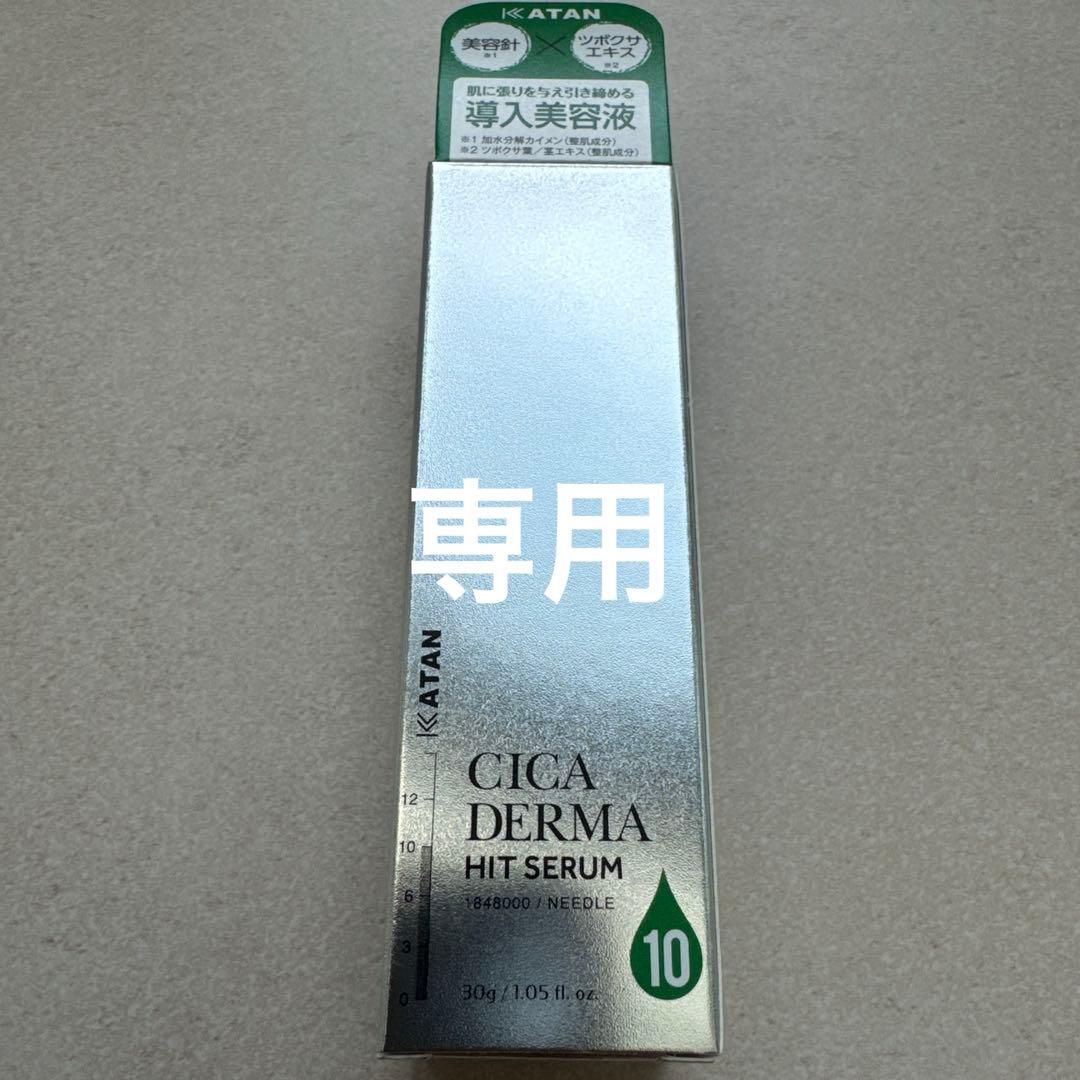 KATAN
美容針
※1
×
ツボクサ
エキス
※2
肌に張りを与え引き締める
導入美容液
※1 加水分解カイメン(整肌成分)
※2 ツボクサ葉/茎エキス(整肌成分)
専用
KATAN
CICA
DERMA
HIT SERUM
1848000 / NEEDLE
12
10
6
3
0
10
30g / 1.05 fl. oz.